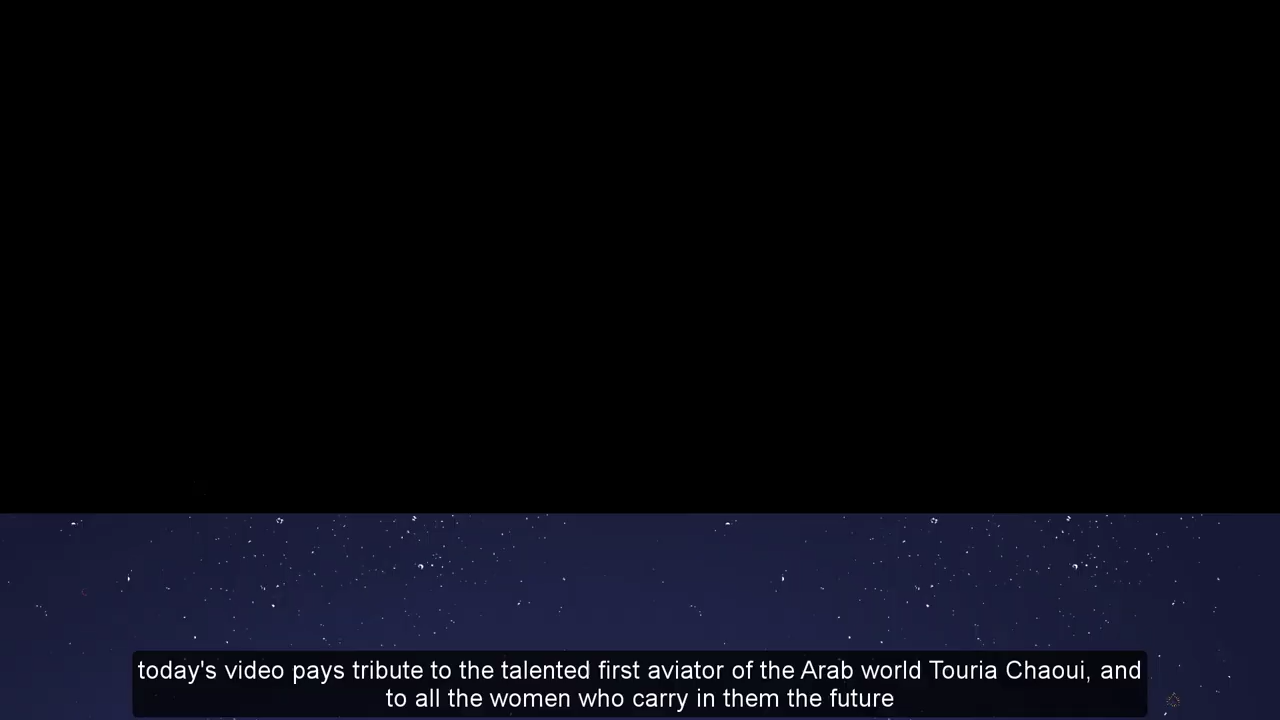 today's video pays tribute to the talented first aviator of the Arab world Touria Chaoui, and
to all the women who carry in them the future